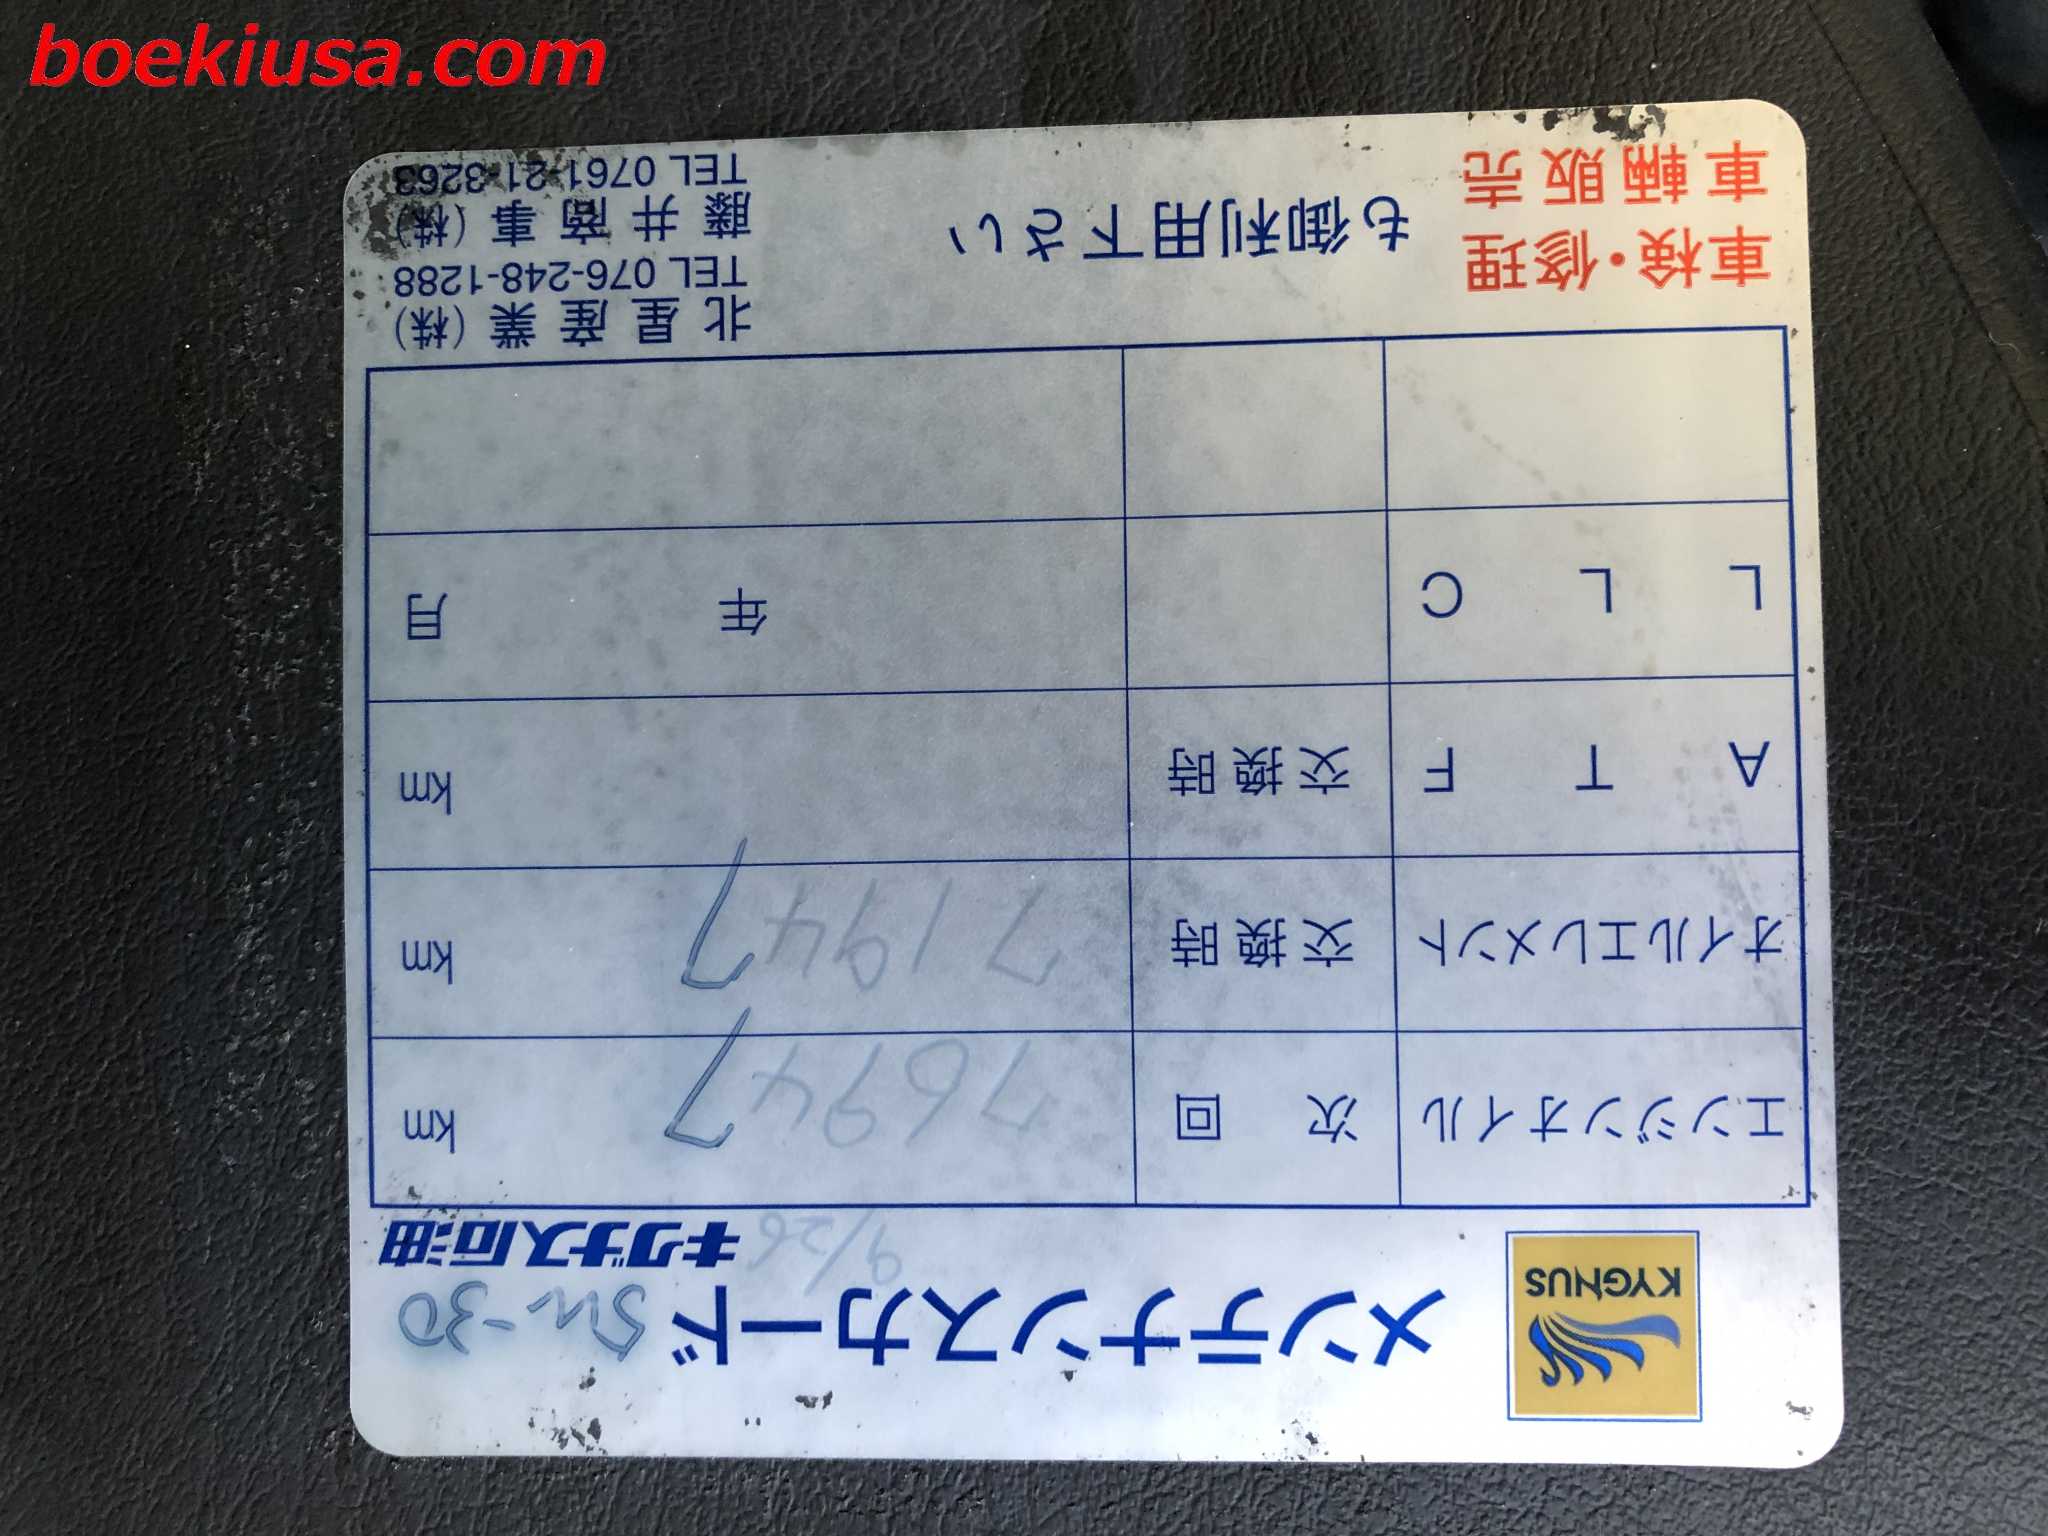 boekiusa.com
KYGNUS
メンテナンスカード 5W-30
9/26
キグナス石油
エンジンオイル 次回 76947 km
オイルエレメント 交換時 71947 km
ATF 交換時 km
LLC 年 月
車検・修理
車輛販売
も御利用下さい
北星産業(株)
TEL 076-248-1288
藤井商事(株)
TEL 0761-21-3263